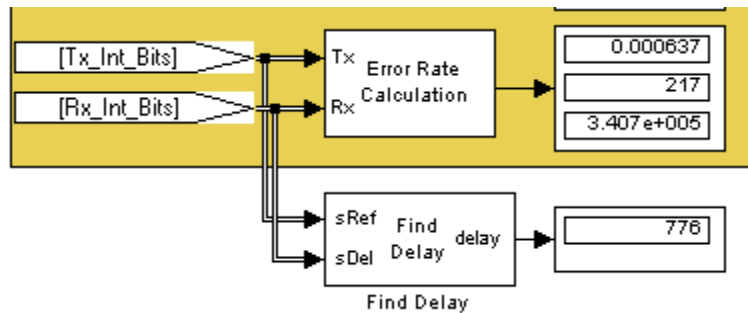 [Tx_Int_Bits]
[Rx_Int_Bits]
Tx
Rx
Error Rate
Calculation
0.000637
217
3.407e+005
sRef
sDel
Find
Delay
delay
776
Find Delay